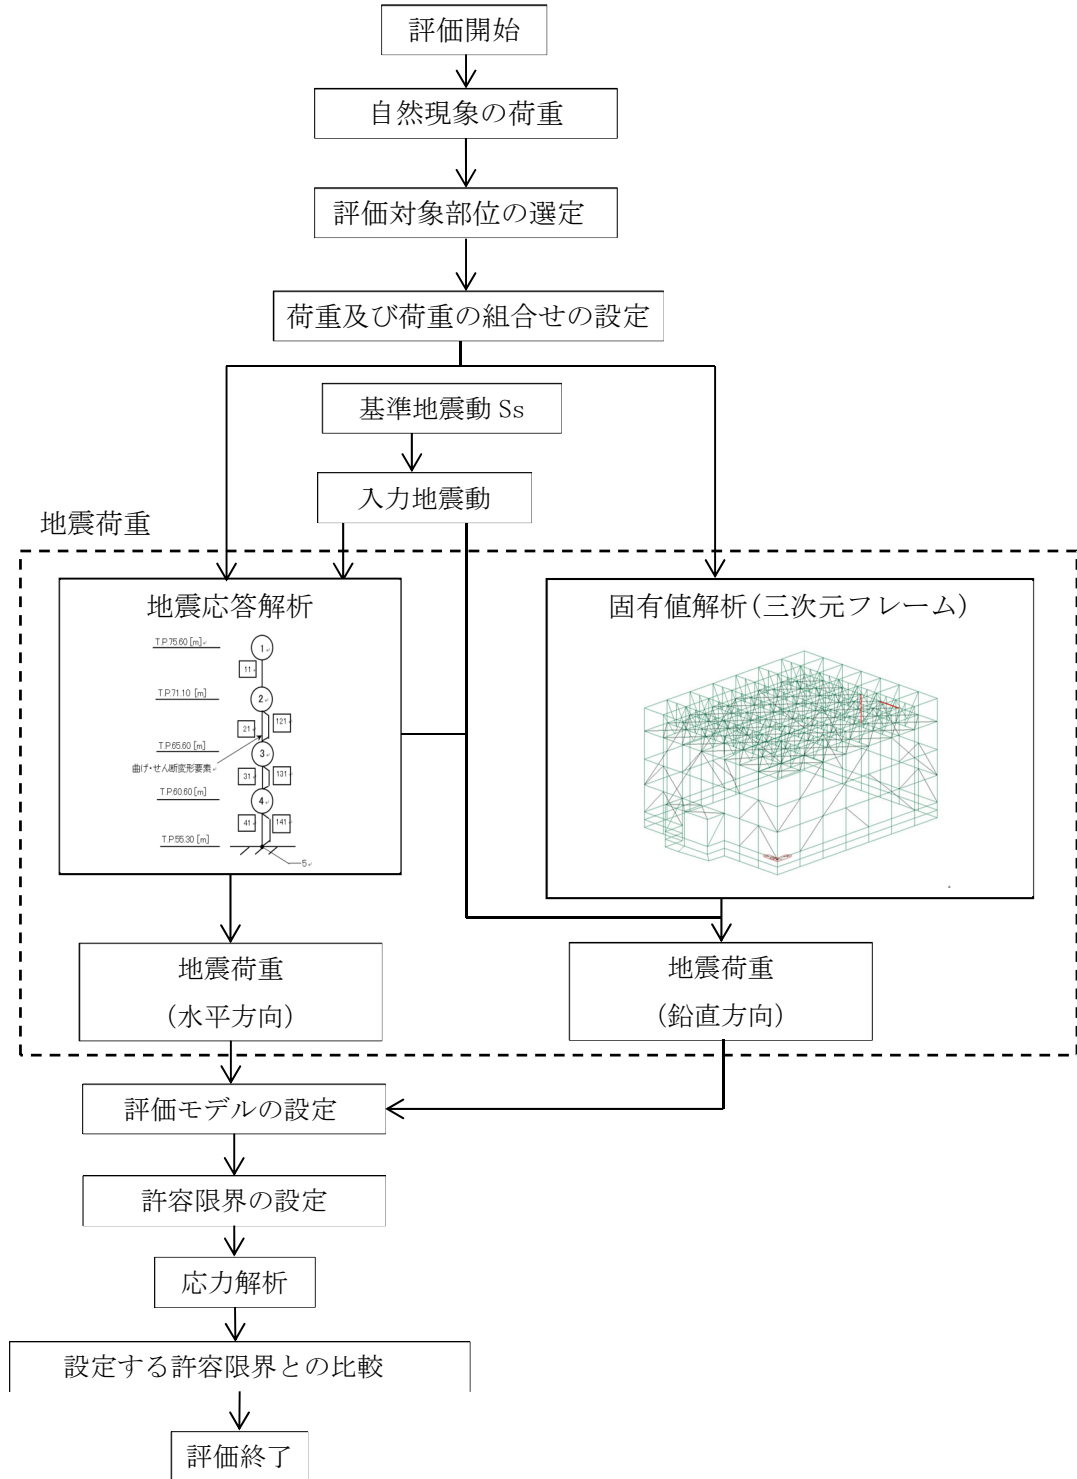 評価開始
自然現象の荷重
評価対象部位の選定
荷重及び荷重の組合せの設定
基準地震動 Ss
入力地震動
地震荷重
地震応答解析
T.P.75.60 [m]
1
11
T.P.71.10 [m]
2
21
121
T.P.65.60 [m]
3
曲げ・せん断変形要素
31
131
T.P.60.60 [m]
4
41
141
T.P.55.30 [m]
5
固有値解析(三次元フレーム)
地震荷重
(水平方向)
地震荷重
(鉛直方向)
評価モデルの設定
許容限界の設定
応力解析
設定する許容限界との比較
評価終了